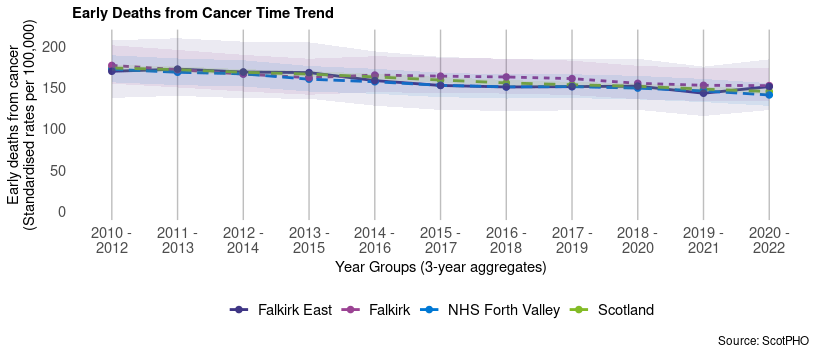 Early Deaths from Cancer Time Trend
Early deaths from cancer
(Standardised rates per 100,000)
200
150
100
50
0
2010 - 2011 - 2012 - 2013 - 2014 - 2015 - 2016 - 2017 - 2018 - 2019 - 2020 -
2012 2013 2014 2015 2016 2017 2018 2019 2020 2021 2022
Year Groups (3-year aggregates)
Falkirk East Falkirk NHS Forth Valley Scotland
Source: ScotPHO